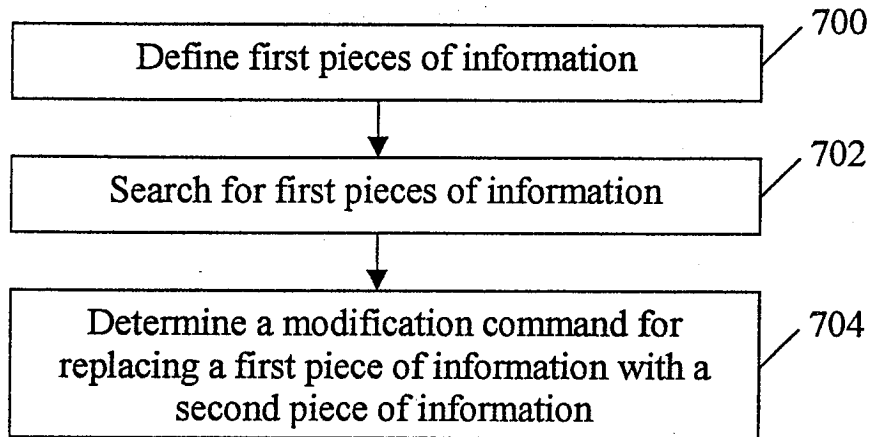 700
Define first pieces of information
702
Search for first pieces of information
704
Determine a modification command for
replacing a first piece of information with a
second piece of information